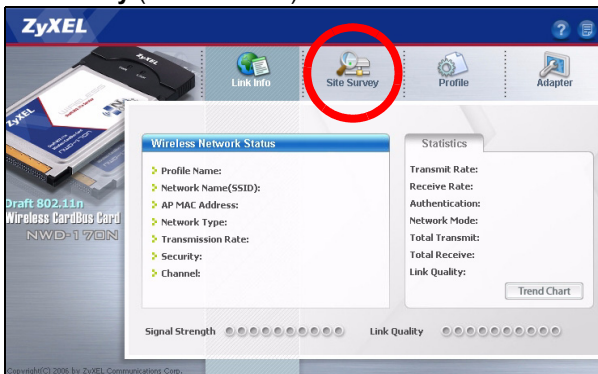 ZyXEL
Link Info
Site Survey
Profile
Adapter
ZyXEL
Draft 802.11n
Wireless CardBus Card
NWD-170N
Wireless Network Status
Profile Name:
Network Name(SSID):
AP MAC Address:
Network Type:
Transmission Rate:
Security:
Channel:
Statistics
Transmit Rate:
Receive Rate:
Authentication:
Network Mode:
Total Transmit:
Total Receive:
Link Quality:
Trend Chart
Signal Strength
Link Quality
Copyright(C) 2006 by ZyXEL Communications Corp.